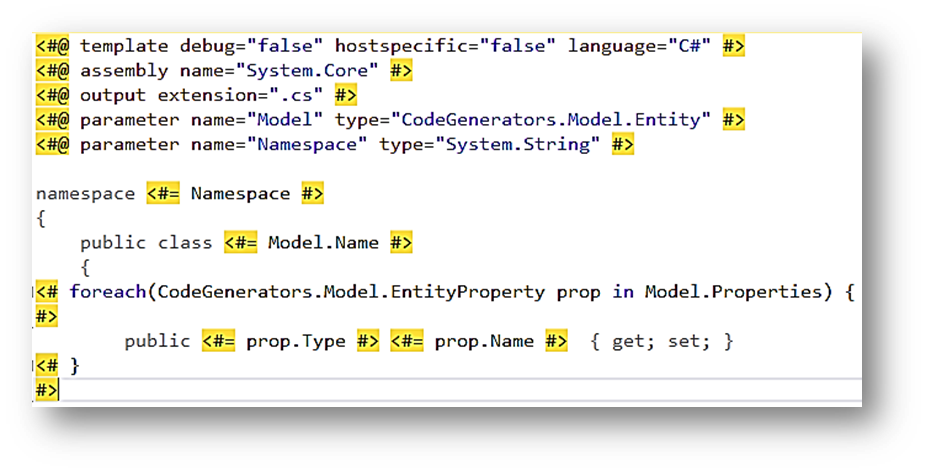 <#@ template debug="false" hostspecific="false" language="C#" #>
<#@ assembly name="System.Core" #>
<#@ output extension=".cs" #>
<#@ parameter name="Model" type="CodeGenerators.Model.Entity" #>
<#@ parameter name="Namespace" type="System.String" #>
namespace <#= Namespace #>
{
    public class <#= Model.Name #>
    {
<# foreach(CodeGenerators.Model.EntityProperty prop in Model.Properties) {
#>
        public <#= prop.Type #> <#= prop.Name #>  { get; set; }
<# }
#>